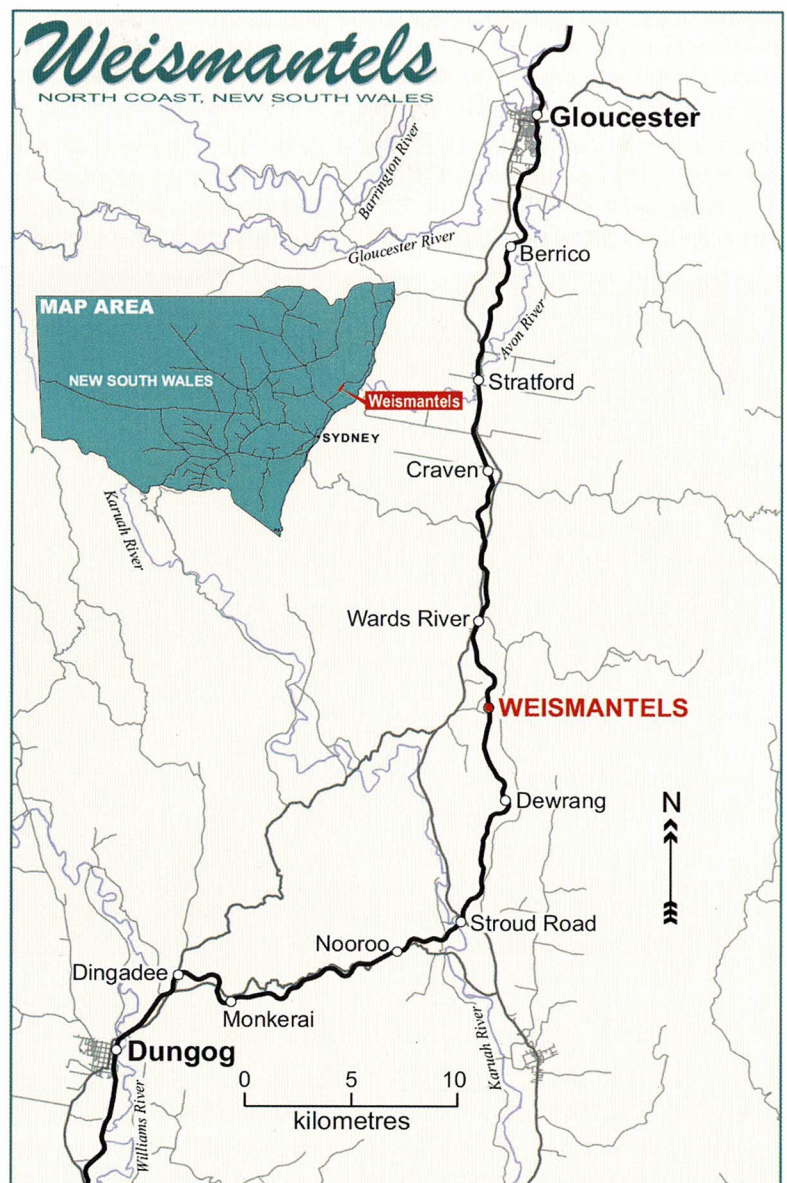 Weismantels
NORTH COAST, NEW SOUTH WALES
Gloucester
Barrington River
Gloucester River
Berrico
MAP AREA
Avon River
NEW SOUTH WALES
Stratford
Weismantels
SYDNEY
Craven
Karuah River
Wards River
WEISMANTELS
Dewrang
N
Stroud Road
Nooroo
Dingadee
Monkerai
Dungog
Karuah River
0 5 10
kilometres
Williams River